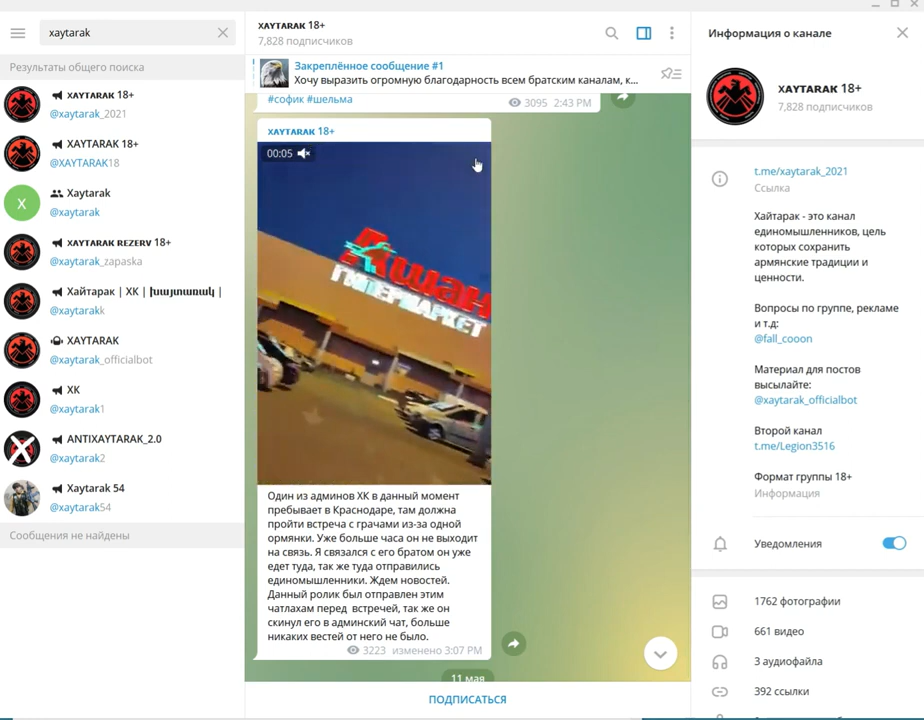 xaytarak
Результаты общего поиска
XAYTARAK 18+
@xaytarak_2021
XAYTARAK 18+
@XAYTARAK18
Xaytarak
@xaytarak
XAYTARAK REZERV 18+
@xaytarak_zapaska
Хайтарак | ХК | խայտառակ |
@xaytarakk
XAYTARAK
@xaytarak_officialbot
ХК
@xaytarak1
ANTIXAYTARAK_2.0
@xaytarak2
Xaytarak 54
@xaytarak54
Сообщения не найдены
XAYTARAK 18+
7,828 подписчиков
Закреплённое сообщение #1
Хочу выразить огромную благодарность всем братским каналам, к...
#софик #шельма
3095 2:43 PM
XAYTARAK 18+
00:05
Ашан
ГИПЕРМАРКЕТ
Один из админов ХК в данный момент
пребывает в Краснодаре, там должна
пройти встреча с грачами из-за одной
ормянки. Уже больше часа он не выходит
на связь. Я связался с его братом он уже
едет туда, так же туда отправились
единомышленники. Ждем новостей.
Данный ролик был отправлен этим
чатлахам перед встречей, так же он
скинул его в админский чат, больше
никаких вестей от него не было.
3223 изменено 3:07 PM
11 мая
ПОДПИСАТЬСЯ
Информация о канале
XAYTARAK 18+
7,828 подписчиков
t.me/xaytarak_2021
Ссылка
Хайтарак - это канал
единомышленников, цель
которых сохранить
армянские традиции и
ценности.
Вопросы по группе, рекламе
и т.д:
@fall_cooon
Материал для постов
высылайте:
@xaytarak_officialbot
Второй канал
t.me/Legion3516
Формат группы 18+
Информация
Уведомления
1762 фотографии
661 видео
3 аудиофайла
392 ссылки